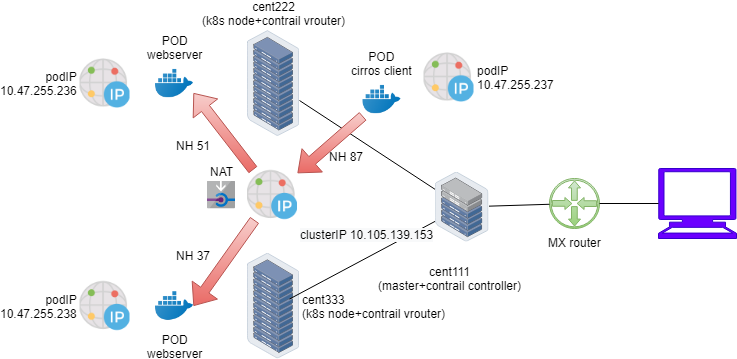 cent222
(k8s node+contrail vrouter)
POD
webserver
POD
cirros client
podIP
10.47.255.236
IP
podIP
10.47.255.237
IP
NH 51
NH 87
NAT
IP
clusterIP 10.105.139.153
MX router
NH 37
cent111
(master+contrail controller)
podIP
10.47.255.238
IP
cent333
(k8s node+contrail vrouter)
POD
webserver